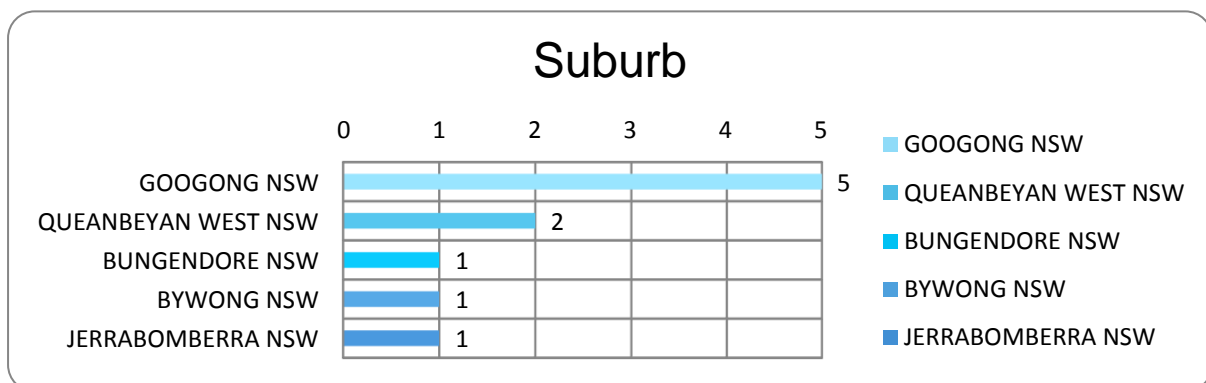 Suburb
0 1 2 3 4 5
GOOGONG NSW 5
QUEANBEYAN WEST NSW 2
BUNGENDORE NSW 1
BYWONG NSW 1
JERRABOMBERRA NSW 1
GOOGONG NSW
QUEANBEYAN WEST NSW
BUNGENDORE NSW
BYWONG NSW
JERRABOMBERRA NSW